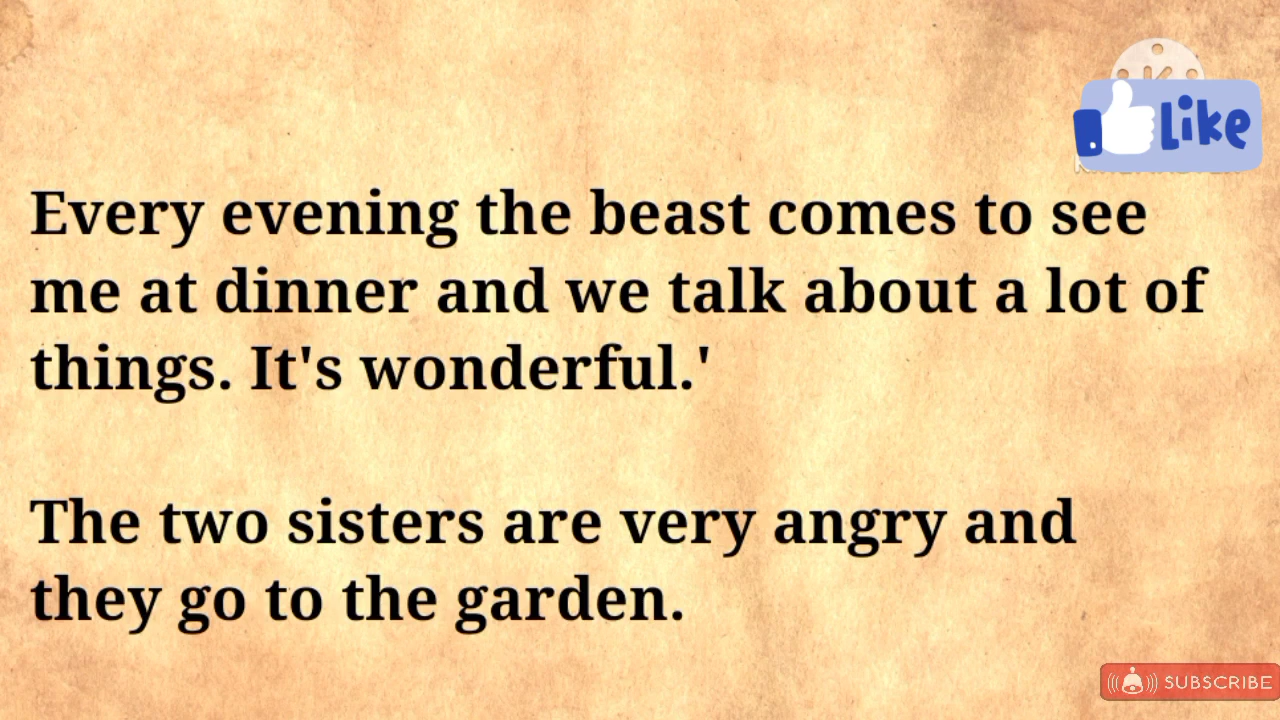 Like
Every evening the beast comes to see
me at dinner and we talk about a lot of
things. It's wonderful.'
The two sisters are very angry and
they go to the garden.
SUBSCRIBE